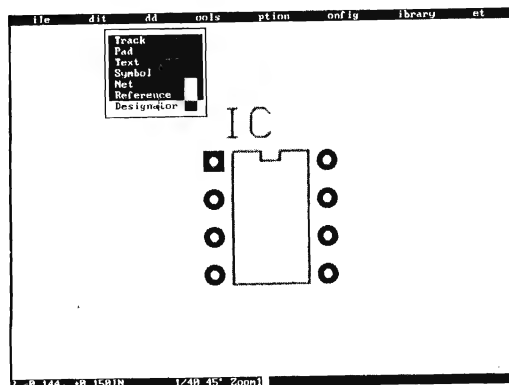 ile dit dd ools ption onfig ibrary et
Track
Pad
Text
Symbol
Net
Reference
Designator
IC
1/40 45° Zoom1